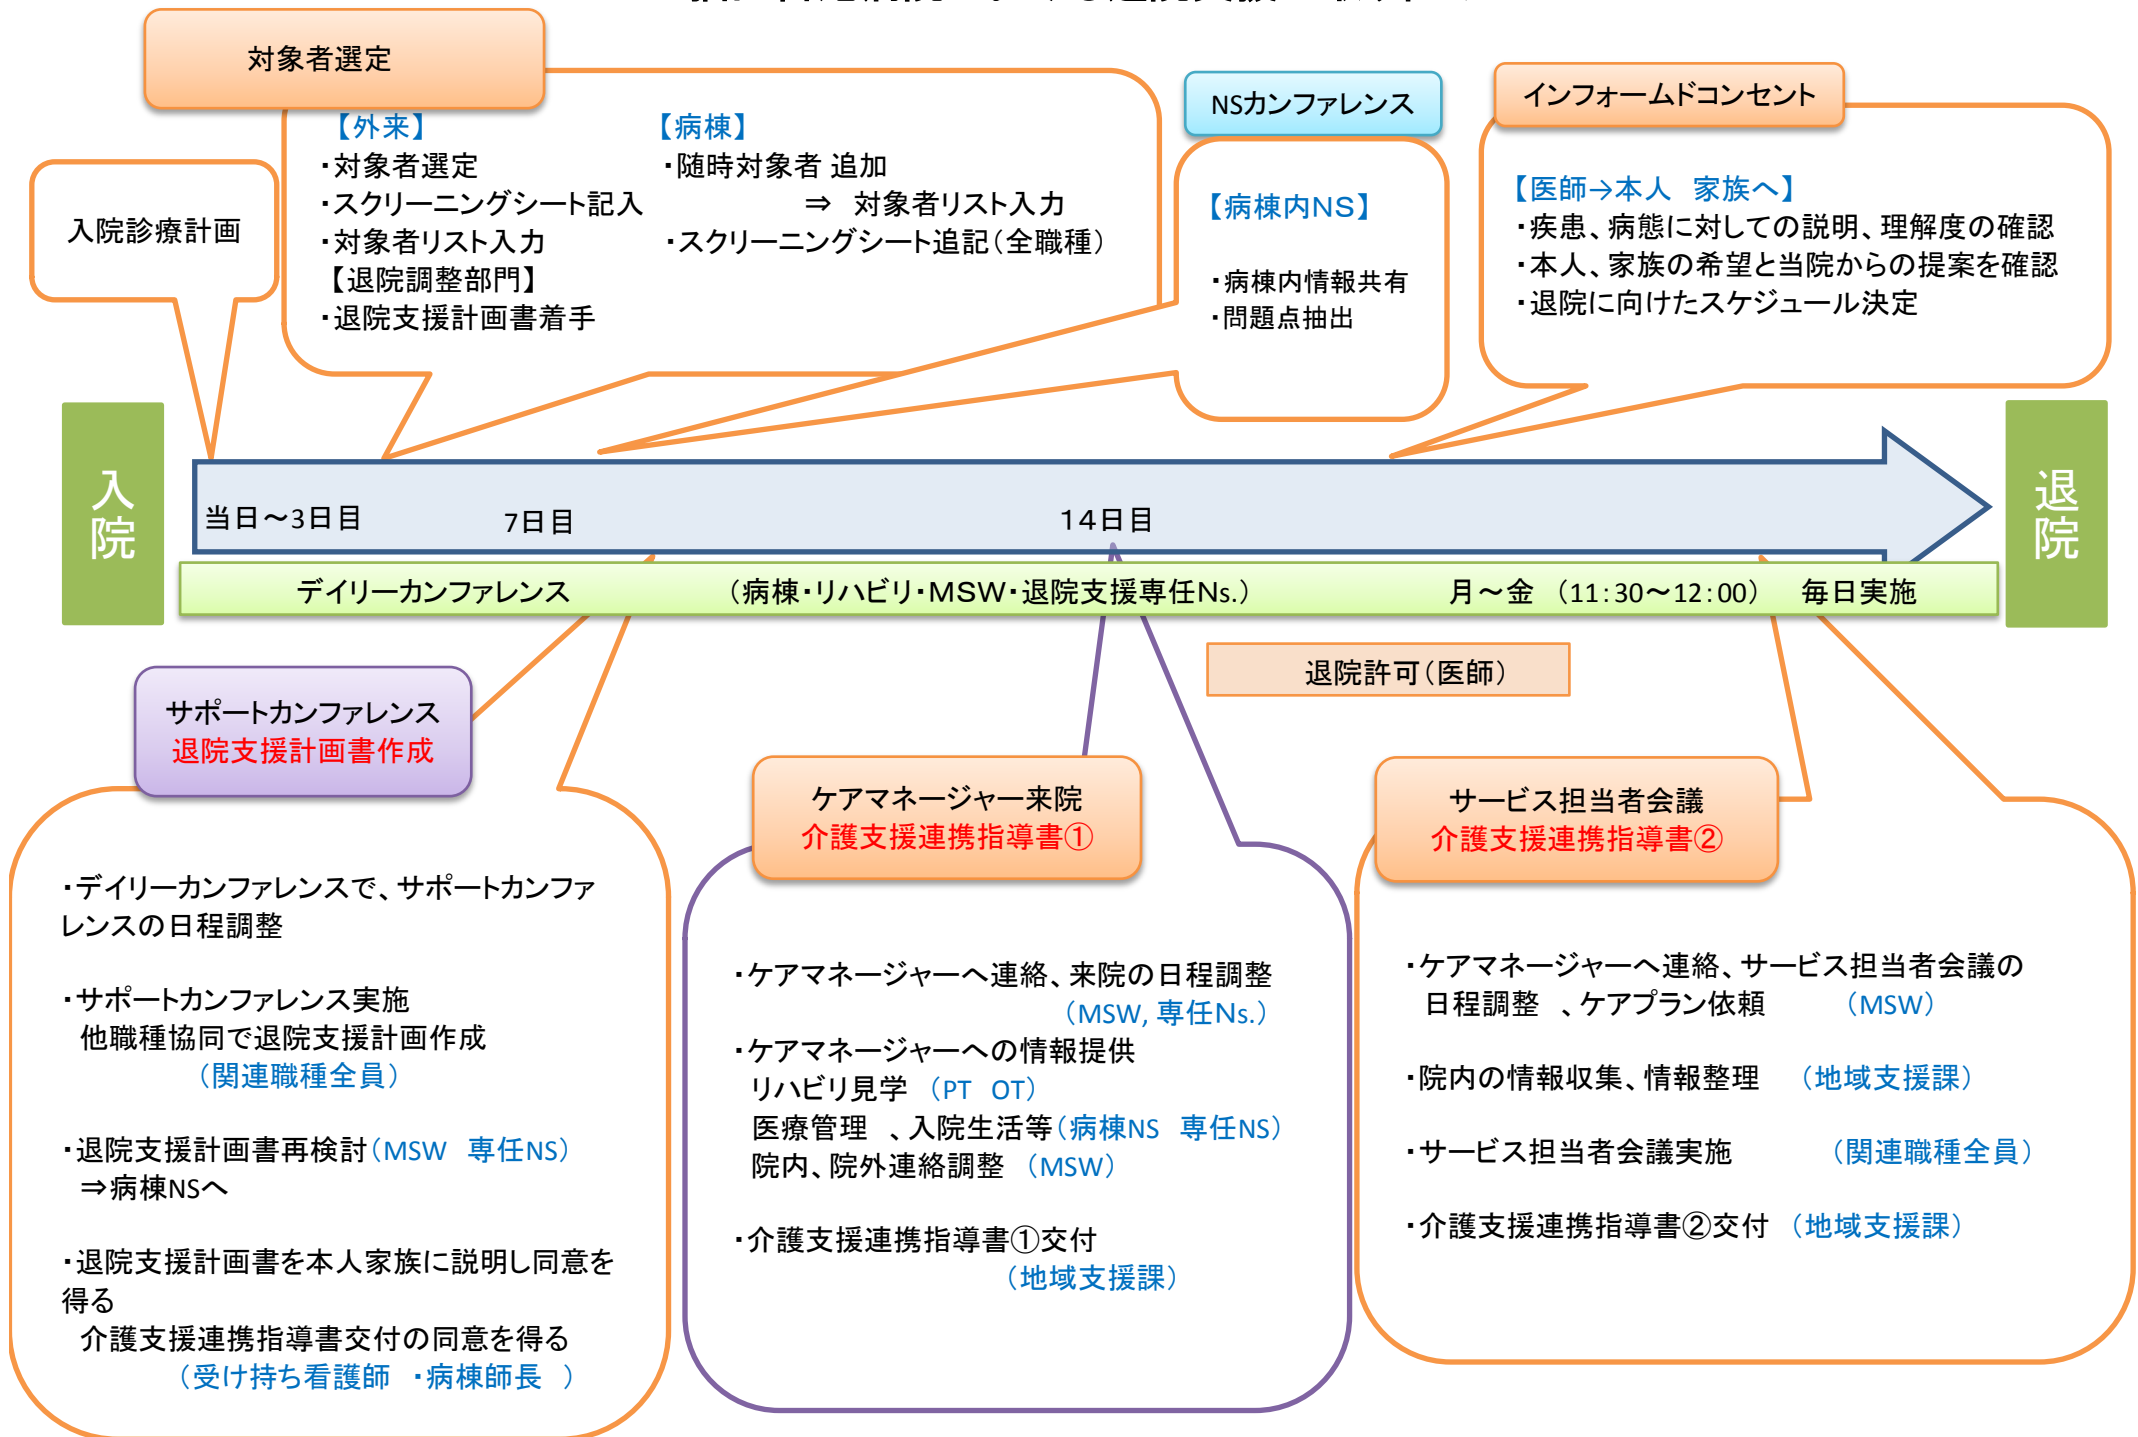 対象者選定
【外来】
・対象者選定
・スクリーニングシート記入
・対象者リスト入力
【退院調整部門】
・退院支援計画書着手
【病棟】
・随時対象者 追加
⇒ 対象者リスト入力
・スクリーニングシート追記（全職種）
NSカンファレンス
【病棟内NS】
・病棟内情報共有
・問題点抽出
インフォームドコンセント
【医師→本人 家族へ】
・疾患、病態に対しての説明、理解度の確認
・本人、家族の希望と当院からの提案を確認
・退院に向けたスケジュール決定
入院診療計画
入院
当日～3日目
7日目
14日目
退院
デイリーカンファレンス （病棟・リハビリ・MSW・退院支援専任Ns.） 月～金 （11：30～12：00） 毎日実施
退院許可（医師）
サポートカンファレンス
退院支援計画書作成
・デイリーカンファレンスで、サポートカンファ
レンスの日程調整
・サポートカンファレンス実施
他職種協同で退院支援計画作成
（関連職種全員）
・退院支援計画書再検討（MSW 専任NS）
⇒病棟NSへ
・退院支援計画書を本人家族に説明し同意を
得る
介護支援連携指導書交付の同意を得る
（受け持ち看護師 ・病棟師長 ）
ケアマネージャー来院
介護支援連携指導書①
・ケアマネージャーへ連絡、来院の日程調整
（MSW, 専任Ns.）
・ケアマネージャーへの情報提供
リハビリ見学 （PT OT）
医療管理 、入院生活等（病棟NS 専任NS）
院内、院外連絡調整 （MSW）
・介護支援連携指導書①交付
（地域支援課）
サービス担当者会議
介護支援連携指導書②
・ケアマネージャーへ連絡、サービス担当者会議の
日程調整 、ケアプラン依頼 （MSW）
・院内の情報収集、情報整理 （地域支援課）
・サービス担当者会議実施 （関連職種全員）
・介護支援連携指導書②交付 （地域支援課）